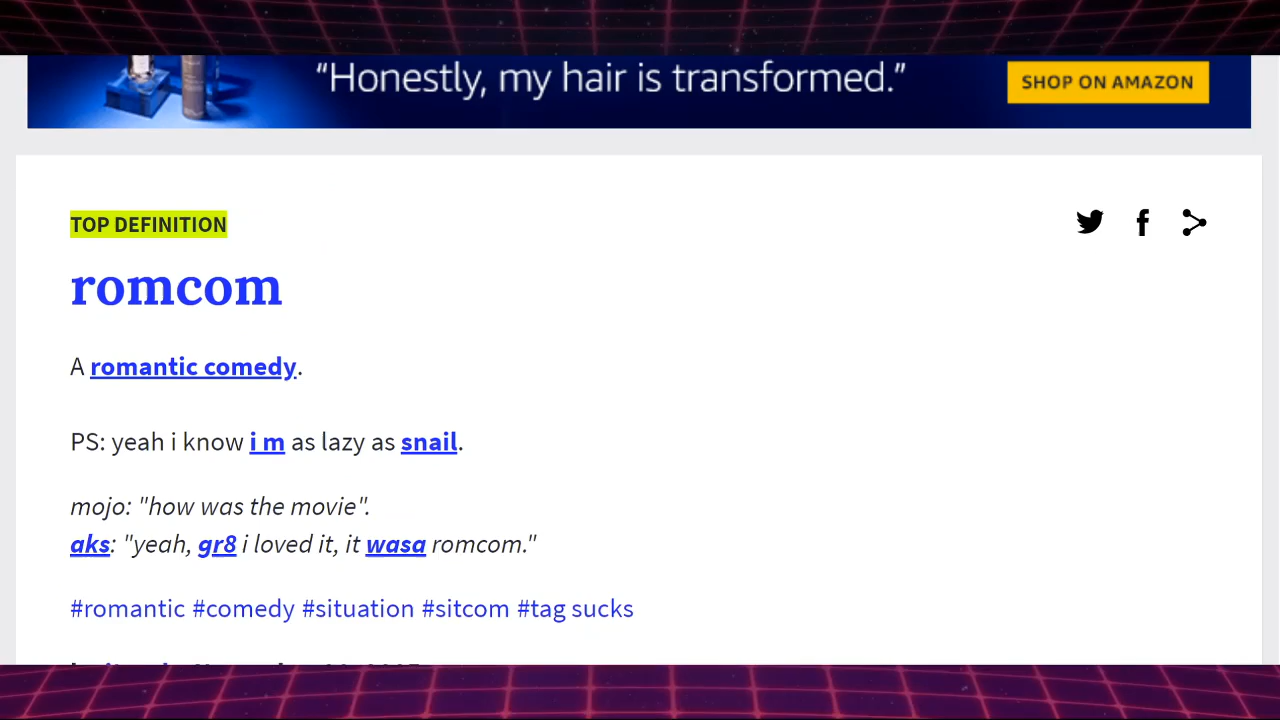 “Honestly, my hair is transformed.”
SHOP ON AMAZON
TOP DEFINITION
romcom
A romantic comedy.
PS: yeah i know i m as lazy as snail.
mojo: "how was the movie".
aks: "yeah, gr8 i loved it, it wasa romcom."
#romantic #comedy #situation #sitcom #tag sucks